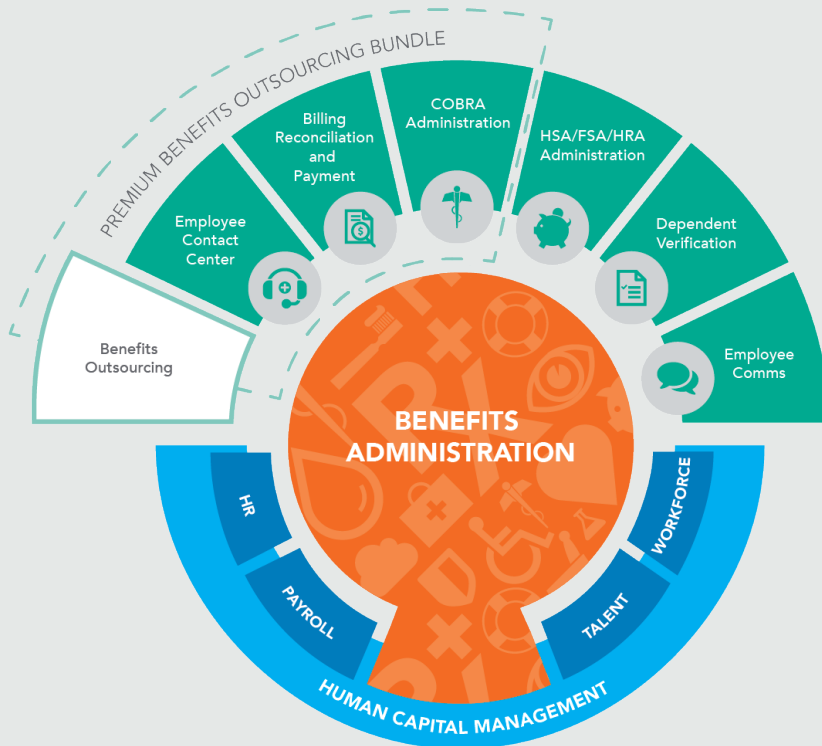 PREMIUM BENEFITS OUTSOURCING BUNDLE
Benefits
Outsourcing
Employee
Contact
Center
Billing
Reconciliation
and
Payment
COBRA
Administration
HSA/FSA/HRA
Administration
Dependent
Verification
Employee
Comms
BENEFITS
ADMINISTRATION
HR
PAYROLL
TALENT
WORKFORCE
HUMAN CAPITAL MANAGEMENT